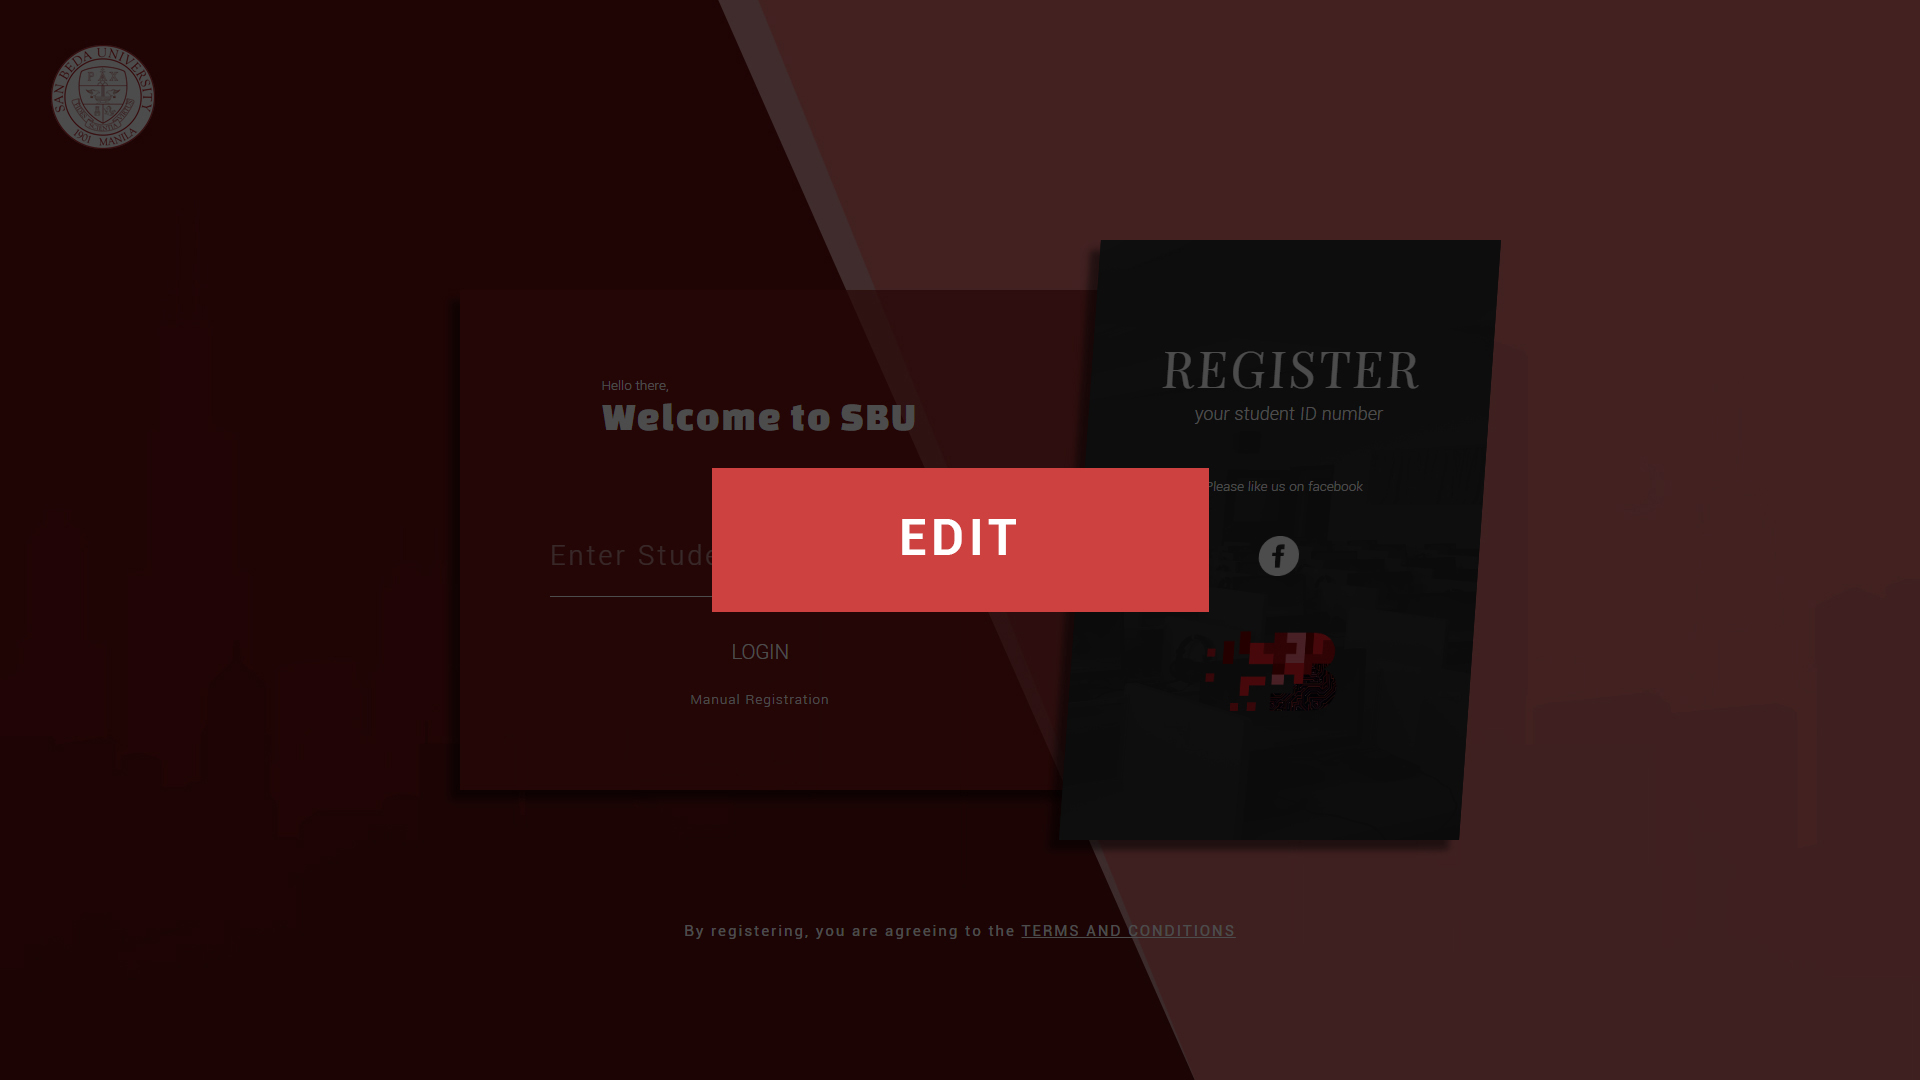 SAN BEDA UNIVERSITY
PAX
1901 MANILA
Hello there,
Welcome to SBU
Enter Stude
LOGIN
Manual Registration
EDIT
REGISTER
your student ID number
Please like us on facebook
By registering, you are agreeing to the TERMS AND CONDITIONS